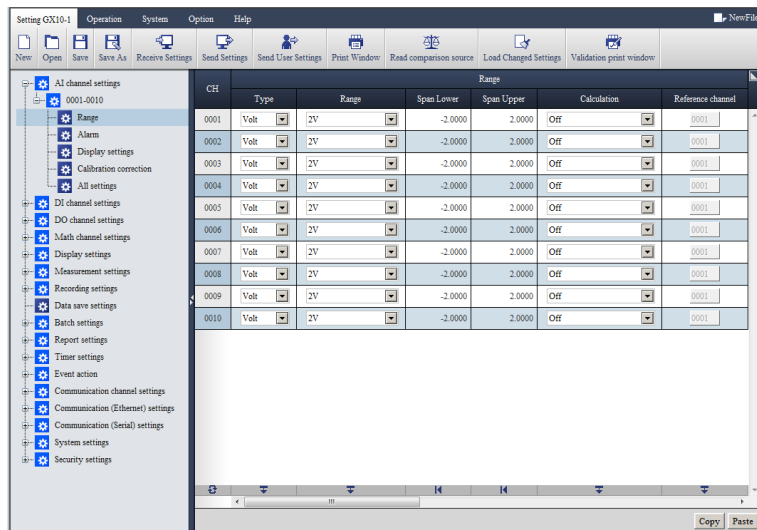 Setting GX10-1 Operation System Option Help NewFile
New Open Save Save As Receive Settings Send Settings Send User Settings Print Window Read comparison source Load Changed Settings Validation print window
AI channel settings
0001-0010
Range
Alarm
Display settings
Calibration correction
All settings
DI channel settings
DO channel settings
Math channel settings
Display settings
Measurement settings
Recording settings
Data save settings
Batch settings
Report settings
Timer settings
Event action
Communication channel settings
Communication (Ethernet) settings
Communication (Serial) settings
System settings
Security settings
CH Range
Type Range Span Lower Span Upper Calculation Reference channel
0001 Volt 2V -2.0000 2.0000 Off 0001
0002 Volt 2V -2.0000 2.0000 Off 0001
0003 Volt 2V -2.0000 2.0000 Off 0001
0004 Volt 2V -2.0000 2.0000 Off 0001
0005 Volt 2V -2.0000 2.0000 Off 0001
0006 Volt 2V -2.0000 2.0000 Off 0001
0007 Volt 2V -2.0000 2.0000 Off 0001
0008 Volt 2V -2.0000 2.0000 Off 0001
0009 Volt 2V -2.0000 2.0000 Off 0001
0010 Volt 2V -2.0000 2.0000 Off 0001
Copy Paste